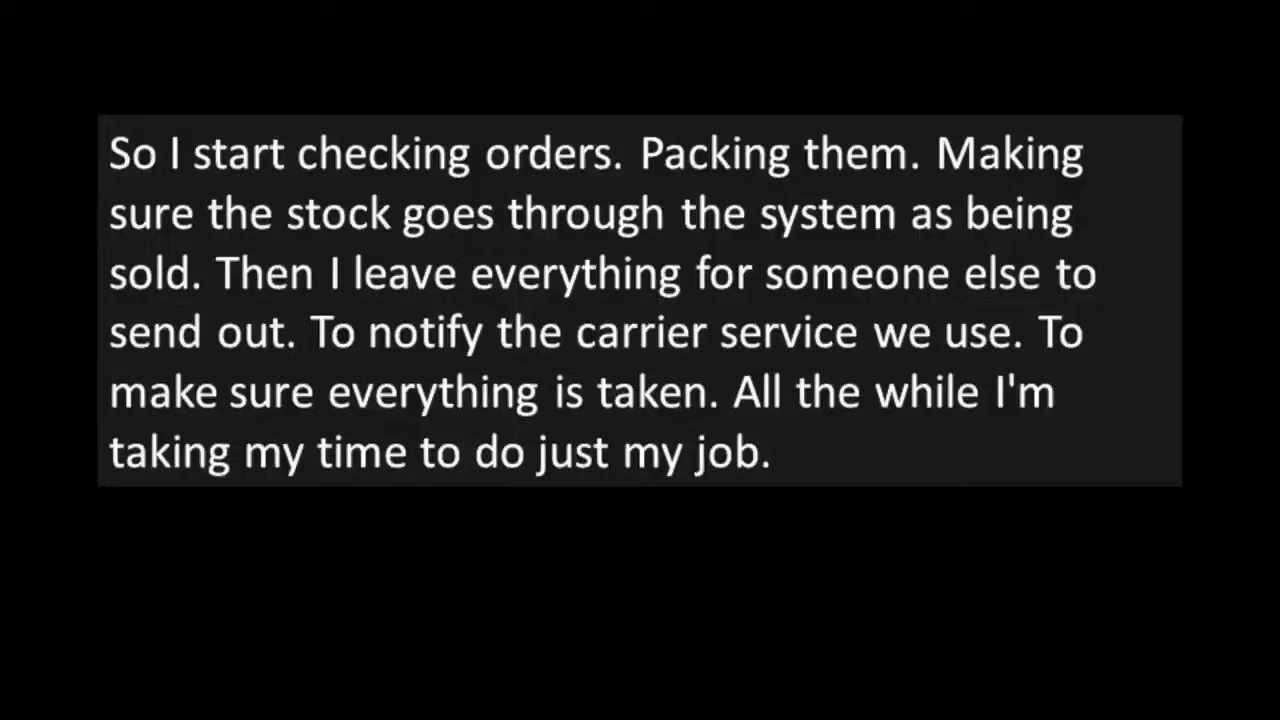 So I start checking orders. Packing them. Making
sure the stock goes through the system as being
sold. Then I leave everything for someone else to
send out. To notify the carrier service we use. To
make sure everything is taken. All the while I'm
taking my time to do just my job.